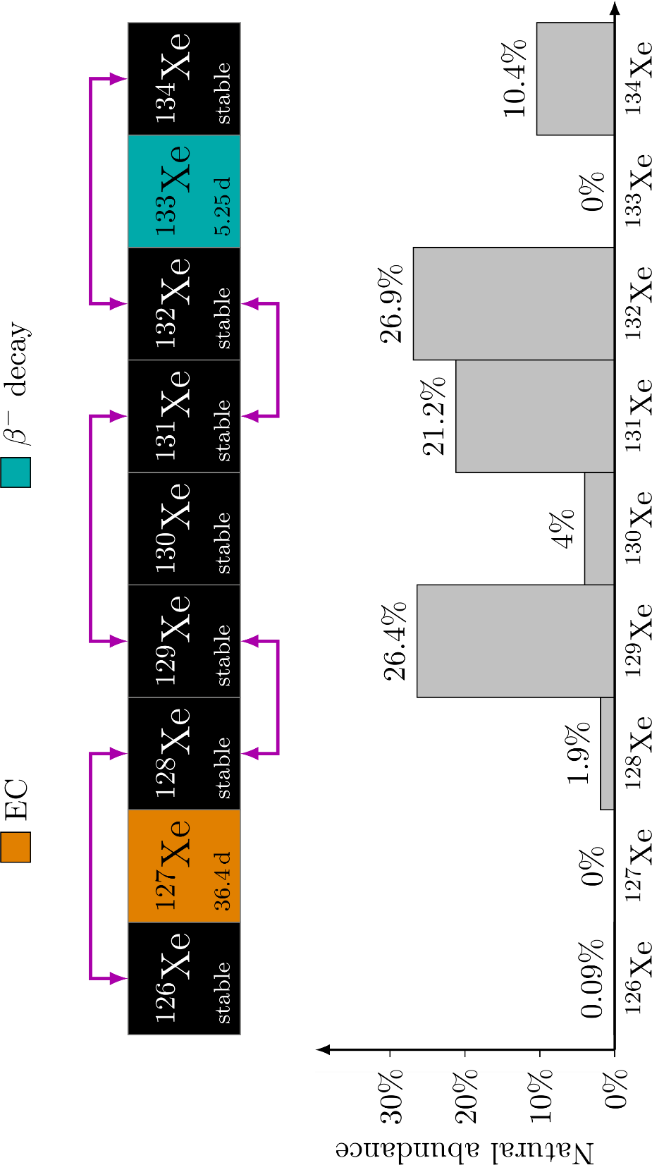 EC
β⁻ decay
¹²⁶Xe
stable
¹²⁷Xe
36.4 d
¹²⁸Xe
stable
¹²⁹Xe
stable
¹³⁰Xe
stable
¹³¹Xe
stable
¹³²Xe
stable
¹³³Xe
5.25 d
¹³⁴Xe
stable
Natural abundance
30%
20%
10%
0%
0.09%
0%
1.9%
26.4%
4%
21.2%
26.9%
0%
10.4%
¹²⁶Xe
¹²⁷Xe
¹²⁸Xe
¹²⁹Xe
¹³⁰Xe
¹³¹Xe
¹³²Xe
¹³³Xe
¹³⁴Xe